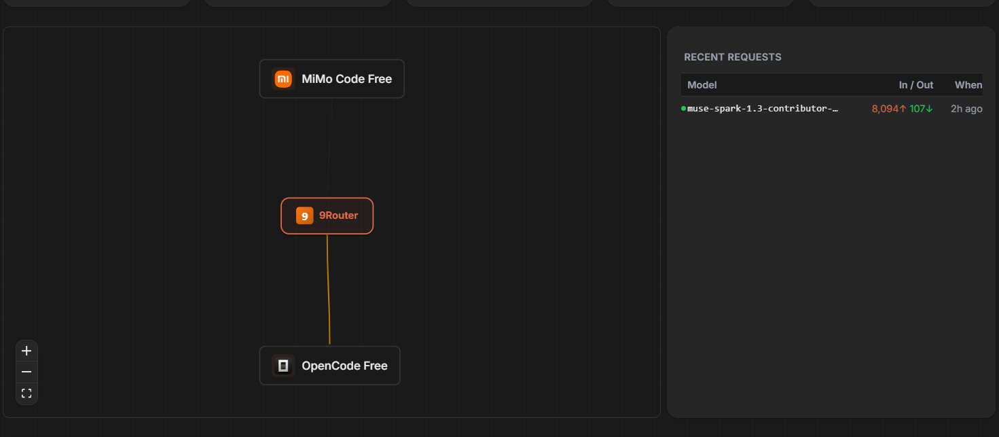 MiMo Code Free
9 9Router
OpenCode Free
RECENT REQUESTS
Model In / Out When
muse-spark-1.3-contributor-… 8,094↑ 107↓ 2h ago